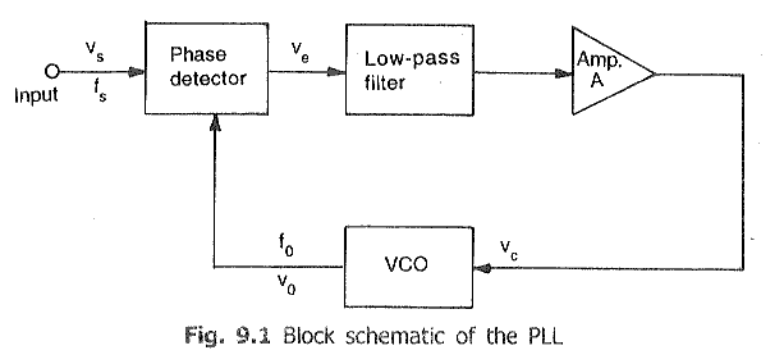 v_s
Input
f_s
Phase
detector
v_e
Low-pass
filter
Amp.
A
f_0
v_0
VCO
v_c
Fig. 9.1 Block schematic of the PLL